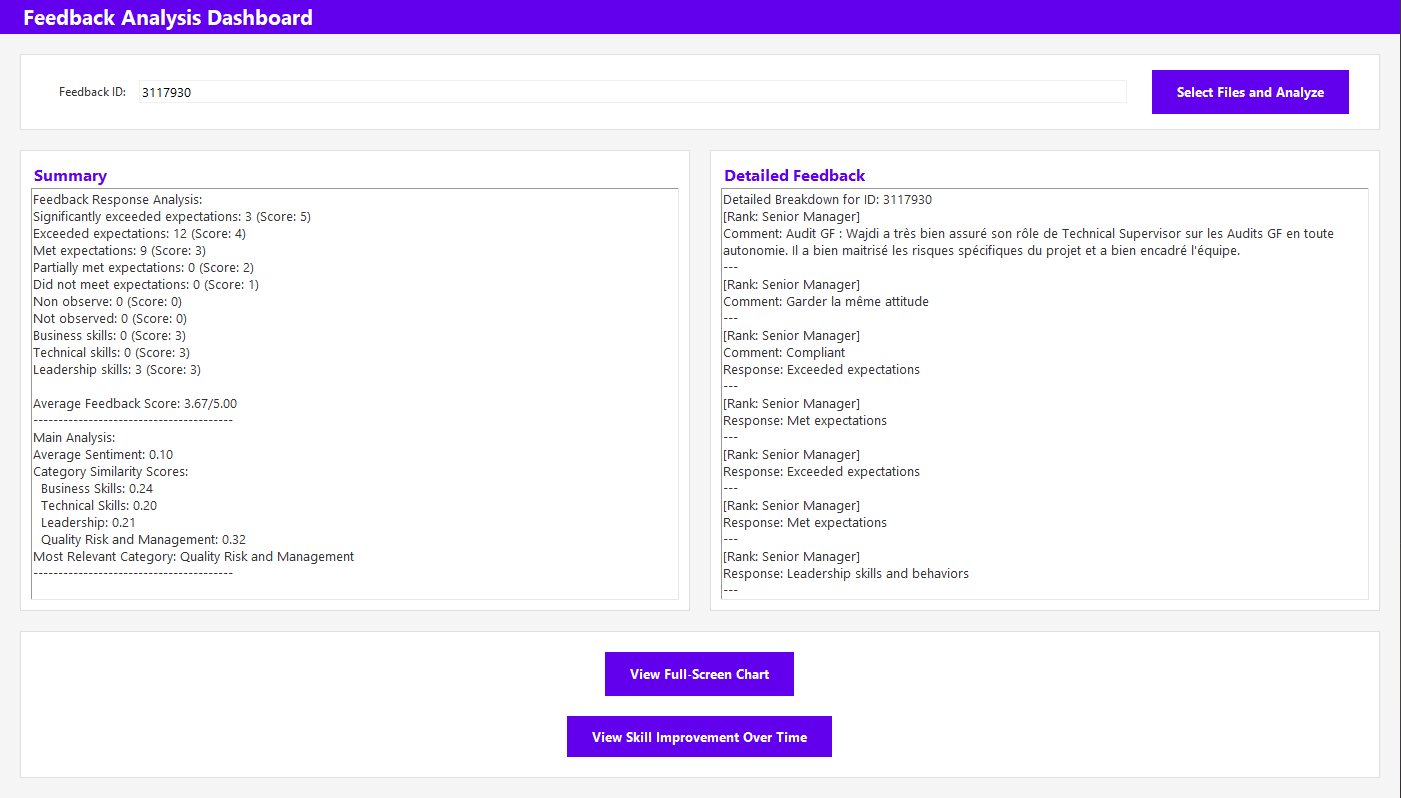 Feedback Analysis Dashboard
Feedback ID:
3117930
Select Files and Analyze
Summary
Feedback Response Analysis:
Significantly exceeded expectations: 3 (Score: 5)
Exceeded expectations: 12 (Score: 4)
Met expectations: 9 (Score: 3)
Partially met expectations: 0 (Score: 2)
Did not meet expectations: 0 (Score: 1)
Non observe: 0 (Score: 0)
Not observed: 0 (Score: 0)
Business skills: 0 (Score: 3)
Technical skills: 0 (Score: 3)
Leadership skills: 3 (Score: 3)
Average Feedback Score: 3.67/5.00
----------------------------------------
Main Analysis:
Average Sentiment: 0.10
Category Similarity Scores:
Business Skills: 0.24
Technical Skills: 0.20
Leadership: 0.21
Quality Risk and Management: 0.32
Most Relevant Category: Quality Risk and Management
----------------------------------------
Detailed Feedback
Detailed Breakdown for ID: 3117930
[Rank: Senior Manager]
Comment: Audit GF : Wajdi a très bien assuré son rôle de Technical Supervisor sur les Audits GF en toute
autonomie. Il a bien maitrisé les risques spécifiques du projet et a bien encadré l'équipe.
---
[Rank: Senior Manager]
Comment: Garder la même attitude
---
[Rank: Senior Manager]
Comment: Compliant
Response: Exceeded expectations
---
[Rank: Senior Manager]
Response: Met expectations
---
[Rank: Senior Manager]
Response: Exceeded expectations
---
[Rank: Senior Manager]
Response: Met expectations
---
[Rank: Senior Manager]
Response: Leadership skills and behaviors
---
View Full-Screen Chart
View Skill Improvement Over Time